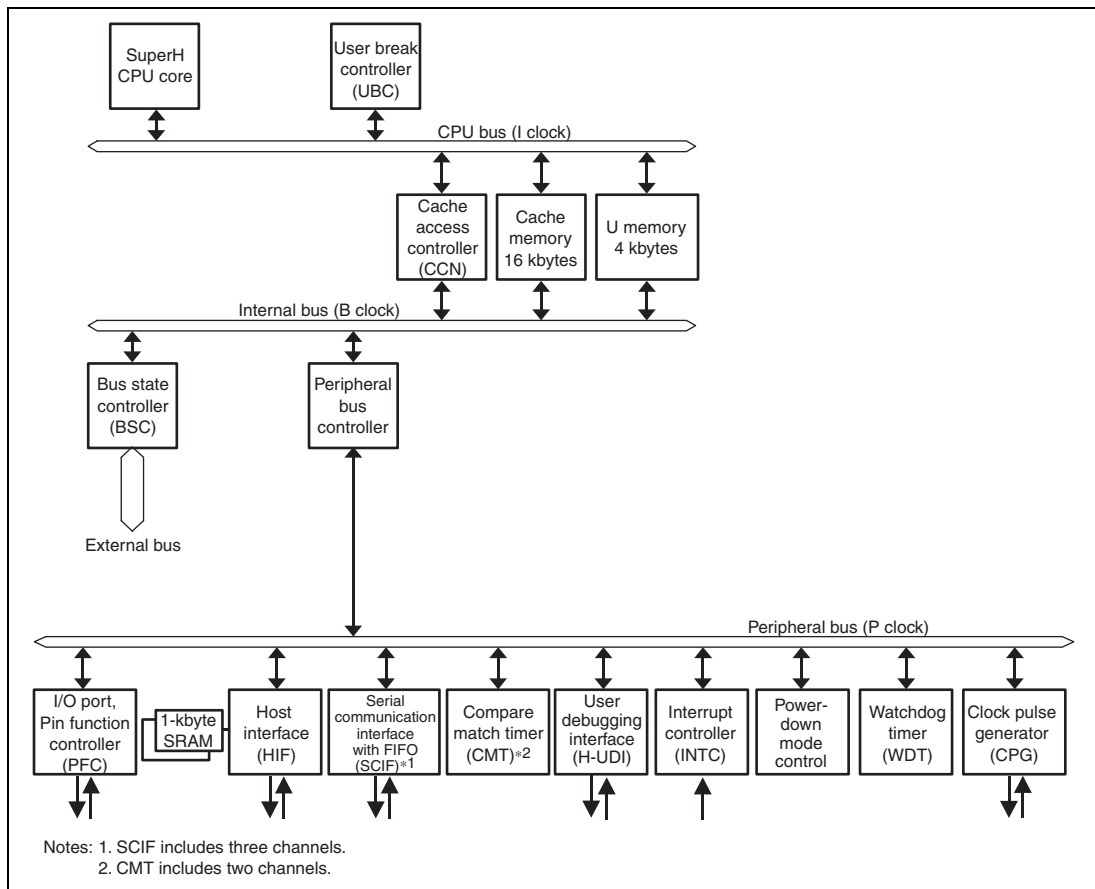 SuperH
CPU core
User break
controller
(UBC)
CPU bus (I clock)
Cache
access
controller
(CCN)
Cache
memory
16 kbytes
U memory
4 kbytes
Internal bus (B clock)
Bus state
controller
(BSC)
Peripheral
bus
controller
External bus
Peripheral bus (P clock)
I/O port,
Pin function
controller
(PFC)
1-kbyte
SRAM
Host
interface
(HIF)
Serial
communication
interface
with FIFO
(SCIF)*1
Compare
match timer
(CMT)*2
User
debugging
interface
(H-UDI)
Interrupt
controller
(INTC)
Power-
down
mode
control
Watchdog
timer
(WDT)
Clock pulse
generator
(CPG)
Notes: 1. SCIF includes three channels.
2. CMT includes two channels.